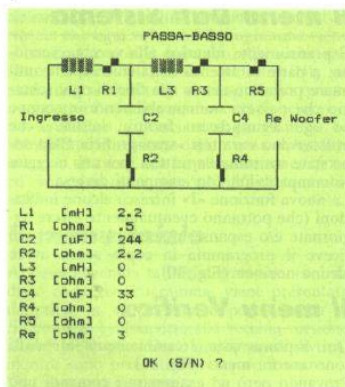 PASSA-BASSO
L1 R1 L3 R3 R5
Ingresso C2 C4 Re Woofer
R2 R4
L1 [mH] 2.2
R1 [ohm] .5
C2 [uF] 244
R2 [ohm] 2.2
L3 [mH] 0
R3 [ohm] 0
C4 [uF] 33
R4 [ohm] 0
R5 [ohm] 0
Re [ohm] 3
OK (S/N) ?